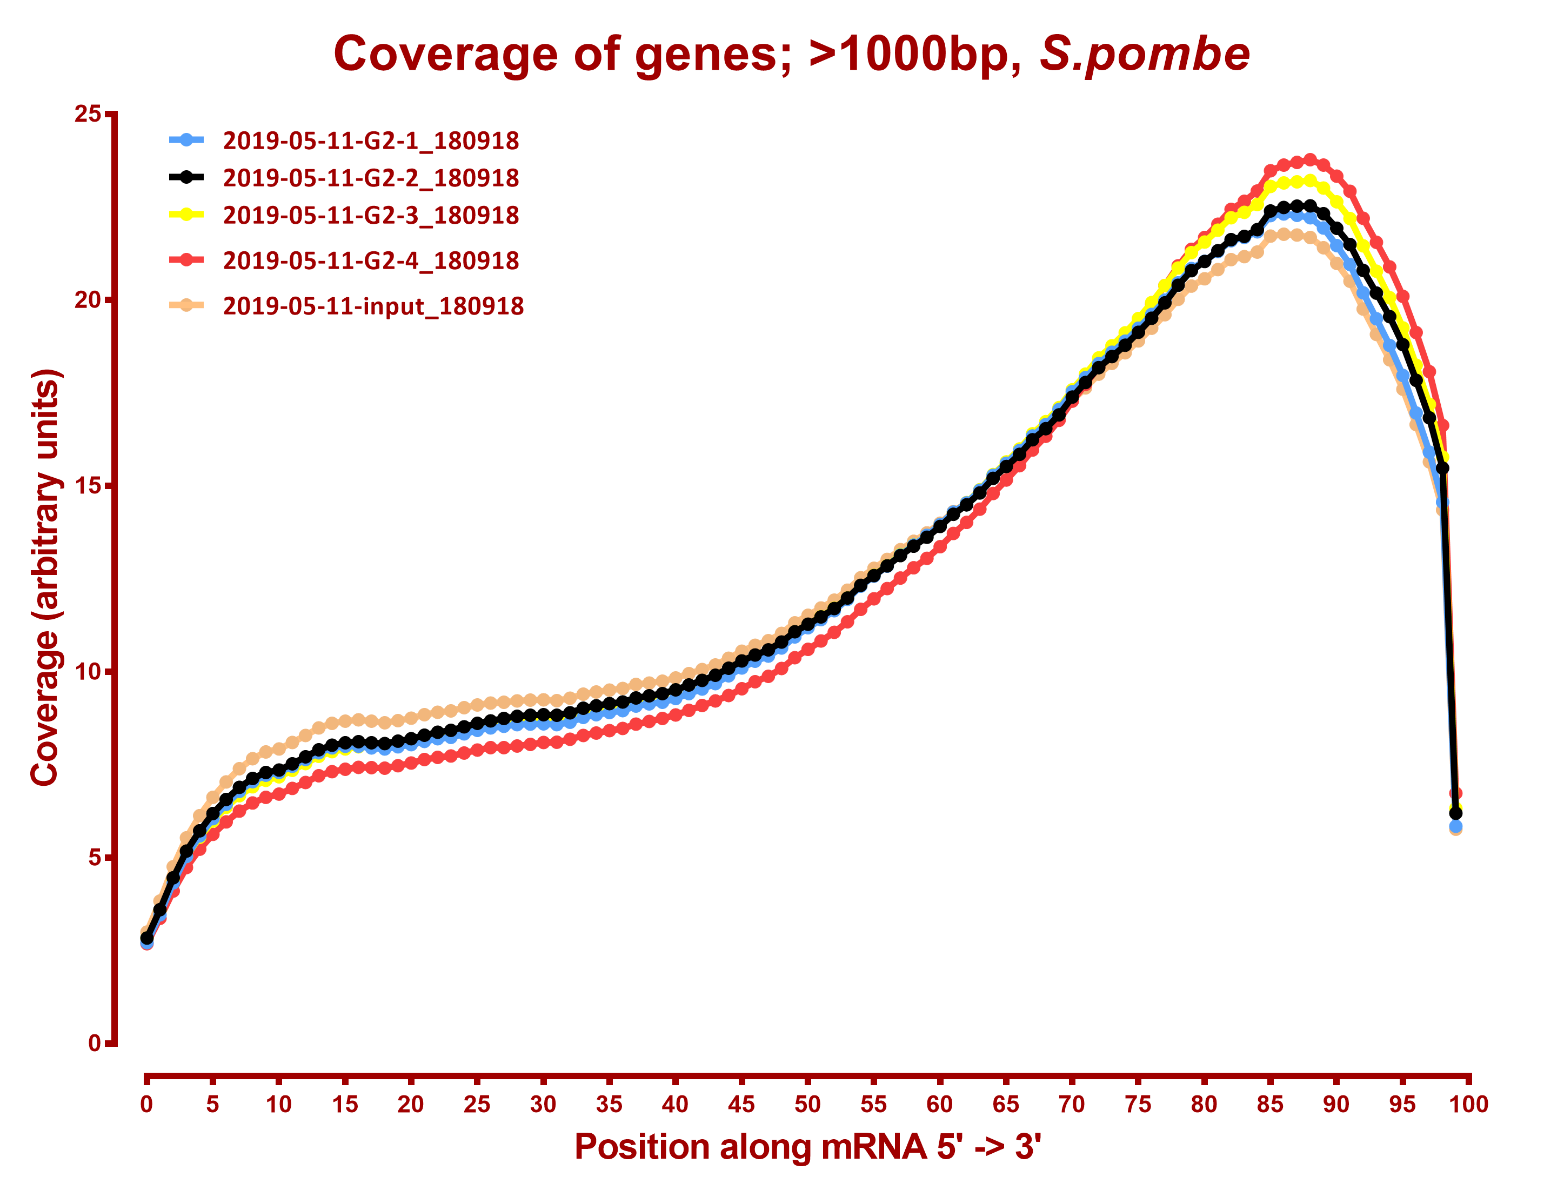 Coverage of genes; >1000bp, S.pombe
2019-05-11-G2-1_180918
2019-05-11-G2-2_180918
2019-05-11-G2-3_180918
2019-05-11-G2-4_180918
2019-05-11-input_180918
Coverage (arbitrary units)
25
20
15
10
5
0
0 5 10 15 20 25 30 35 40 45 50 55 60 65 70 75 80 85 90 95 100
Position along mRNA 5' -> 3'